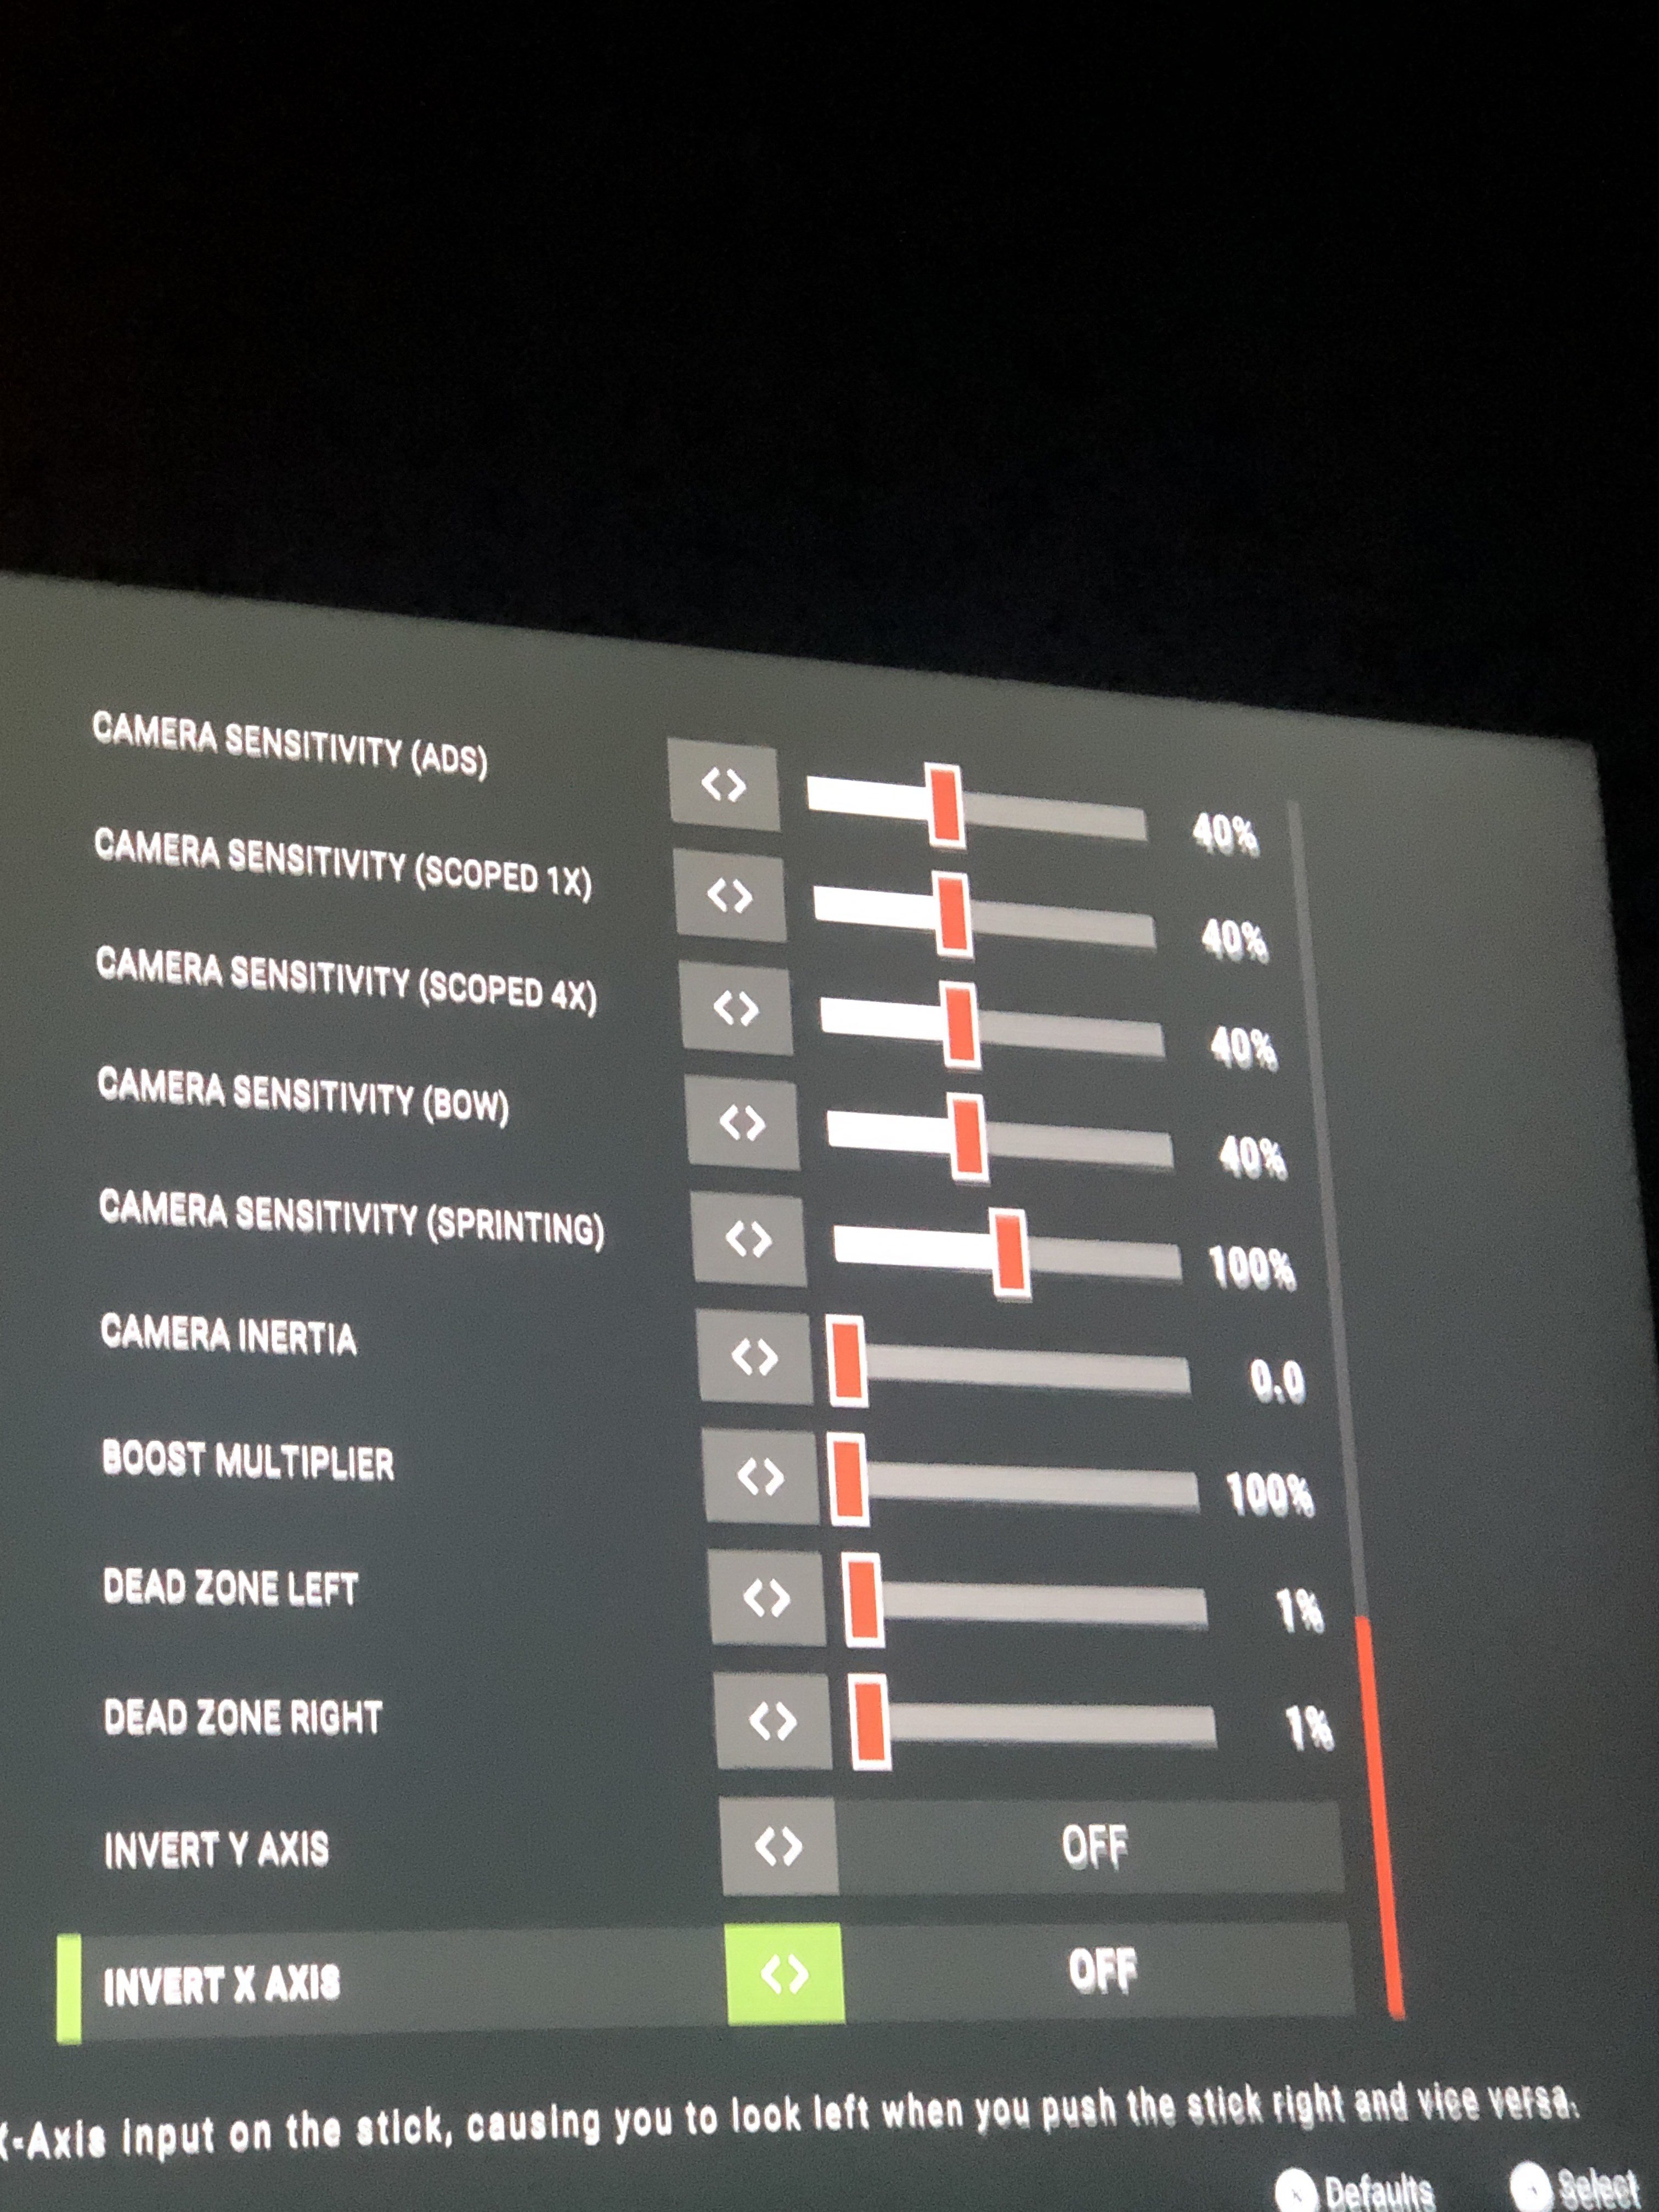 CAMERA SENSITIVITY (ADS) 40%
CAMERA SENSITIVITY (SCOPED 1X) 40%
CAMERA SENSITIVITY (SCOPED 4X) 40%
CAMERA SENSITIVITY (BOW) 40%
CAMERA SENSITIVITY (SPRINTING) 100%
CAMERA INERTIA 0.0
BOOST MULTIPLIER 100%
DEAD ZONE LEFT 1%
DEAD ZONE RIGHT 1%
INVERT Y AXIS OFF
INVERT X AXIS OFF
X-Axis input on the stick, causing you to look left when you push the stick right and vice versa.
Defaults Select